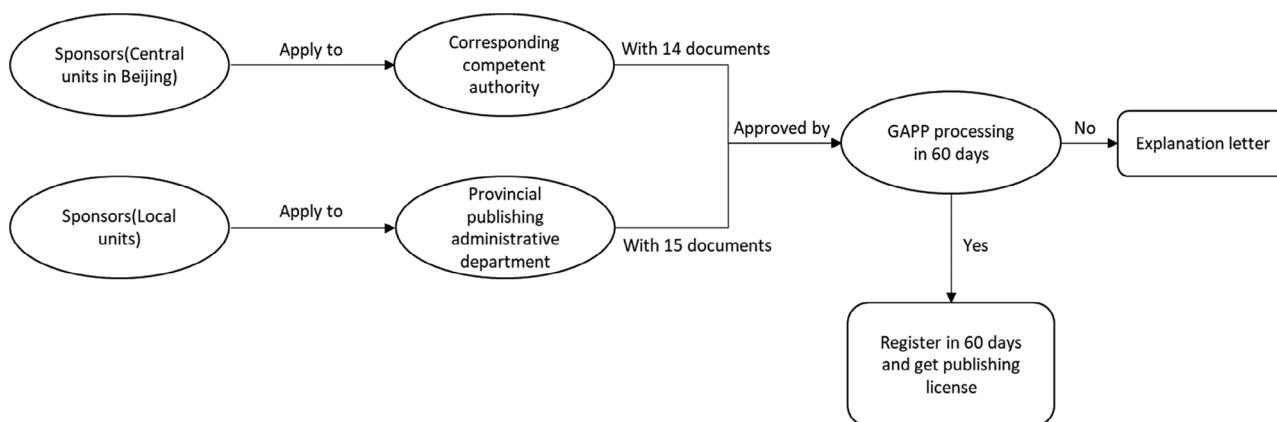 Sponsors(Central
units in Beijing)
Apply to
Corresponding
competent
authority
With 14 documents
Approved by
GAPP processing
in 60 days
No
Explanation letter
Sponsors(Local
units)
Apply to
Provincial
publishing
administrative
department
With 15 documents
Yes
Register in 60 days
and get publishing
license